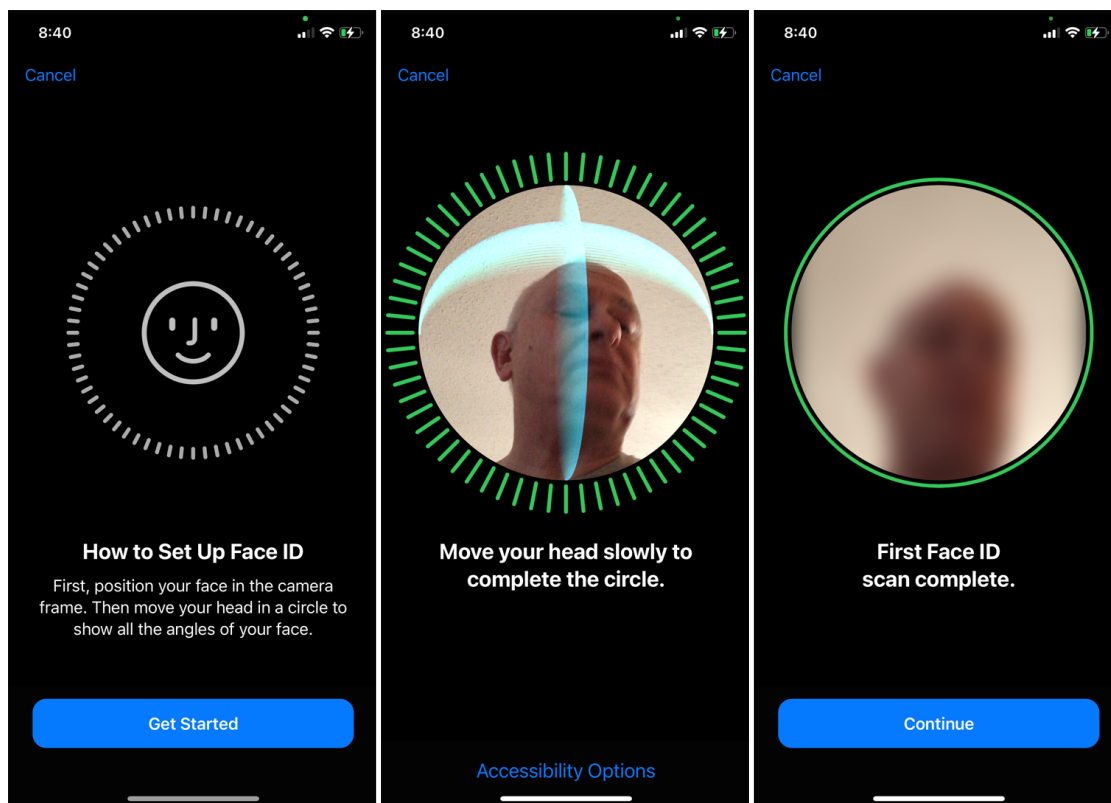 8:40
Cancel
How to Set Up Face ID
First, position your face in the camera
frame. Then move your head in a circle to
show all the angles of your face.
Get Started
8:40
Cancel
Move your head slowly to
complete the circle.
Accessibility Options
8:40
Cancel
First Face ID
scan complete.
Continue